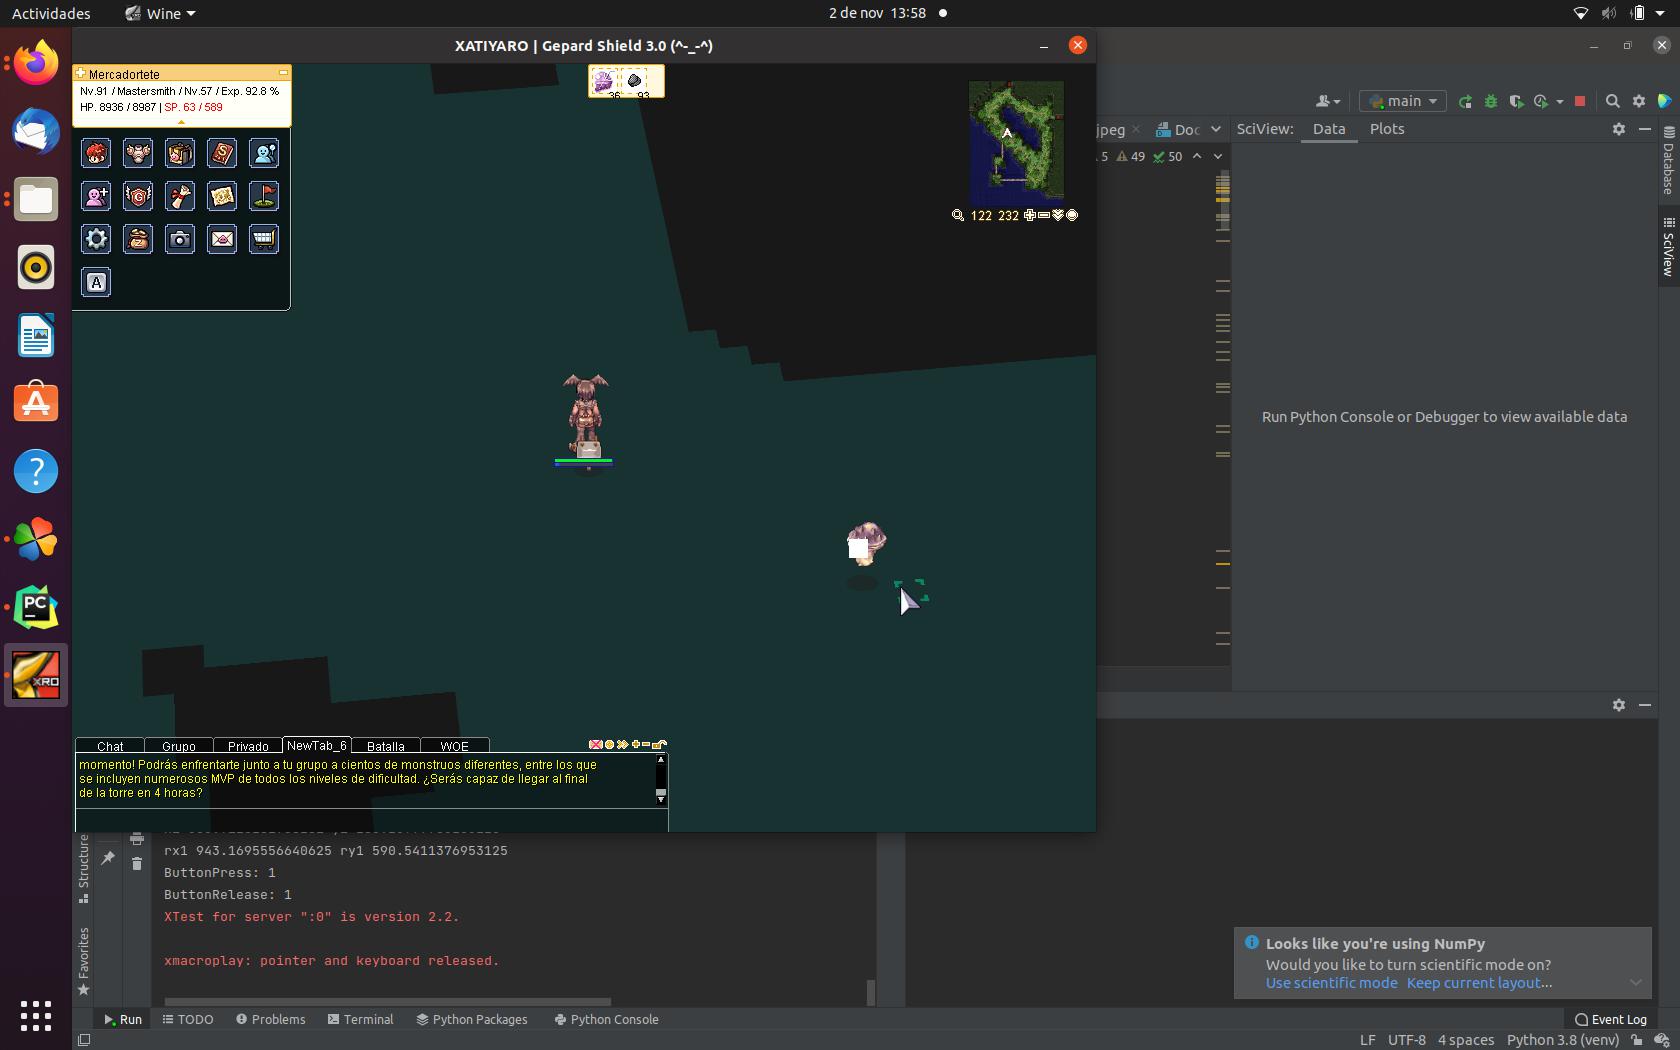 Actividades
Wine
2 de nov 13:58
XATIYARO | Gepard Shield 3.0 (^-_-^)
Mercadortete
Nv.91 / Mastersmith / Nv.57 / Exp. 92.8 %
HP. 8936 / 8987 | SP. 63 / 589
36
93
S
G
A
122 232
main
jpeg
Doc
SciView:
Data
Plots
5
49
50
Database
SciView
Run Python Console or Debugger to view available data
PC
XRO
Chat
Grupo
Privado
NewTab_6
Batalla
WOE
momento! Podrás enfrentarte junto a tu grupo a cientos de monstruos diferentes, entre los que
se incluyen numerosos MVP de todos los niveles de dificultad. ¿Serás capaz de llegar al final
de la torre en 4 horas?
rx1 943.1695556640625 ry1 590.5411376953125
ButtonPress: 1
ButtonRelease: 1
XTest for server ":0" is version 2.2.
xmacroplay: pointer and keyboard released.
Structure
Favorites
Looks like you're using NumPy
Would you like to turn scientific mode on?
Use scientific mode Keep current layout...
Run
TODO
Problems
Terminal
Python Packages
Python Console
Event Log
LF UTF-8 4 spaces Python 3.8 (venv)